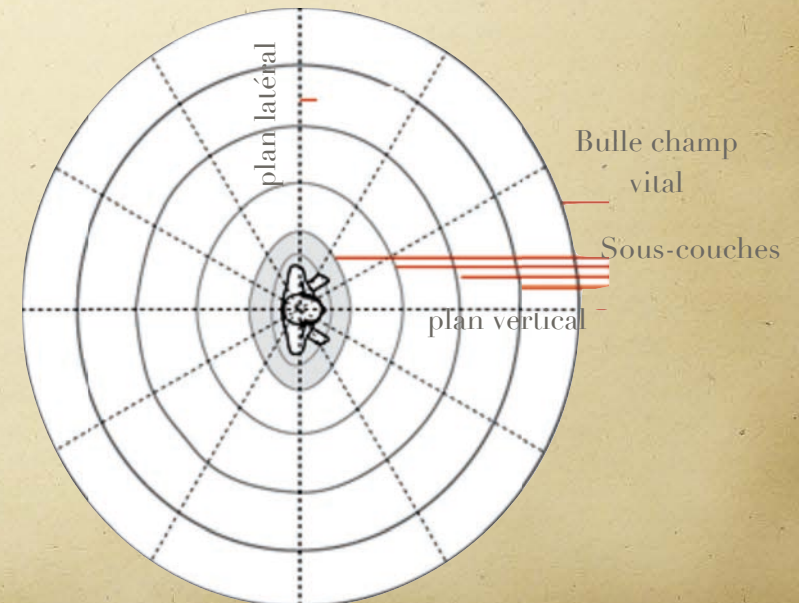 plan latéral
Bulle champ
vital
Sous-couches
plan vertical